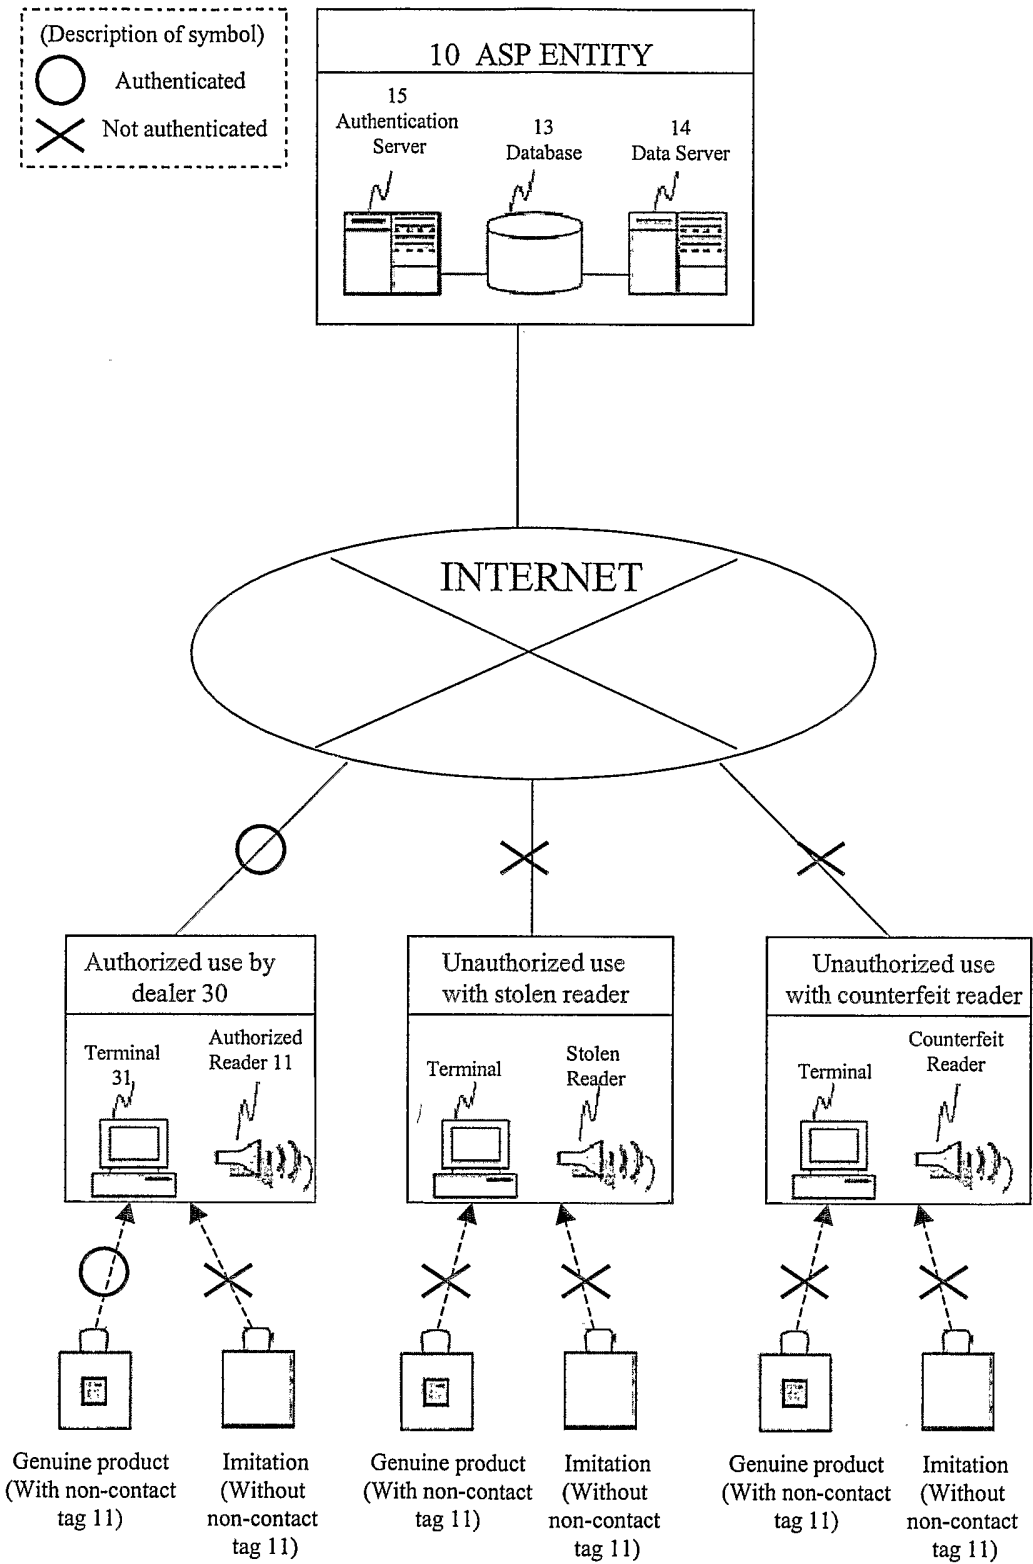 (Description of symbol)
Authenticated
Not authenticated
10 ASP ENTITY
15
Authentication
Server
13
Database
14
Data Server
INTERNET
Authorized use by
dealer 30
Terminal
31
Authorized
Reader 11
Unauthorized use
with stolen reader
Terminal
Stolen
Reader
Unauthorized use
with counterfeit reader
Terminal
Counterfeit
Reader
Genuine product
(With non-contact
tag 11)
Imitation
(Without
non-contact
tag 11)
Genuine product
(With non-contact
tag 11)
Imitation
(Without
non-contact
tag 11)
Genuine product
(With non-contact
tag 11)
Imitation
(Without
non-contact
tag 11)